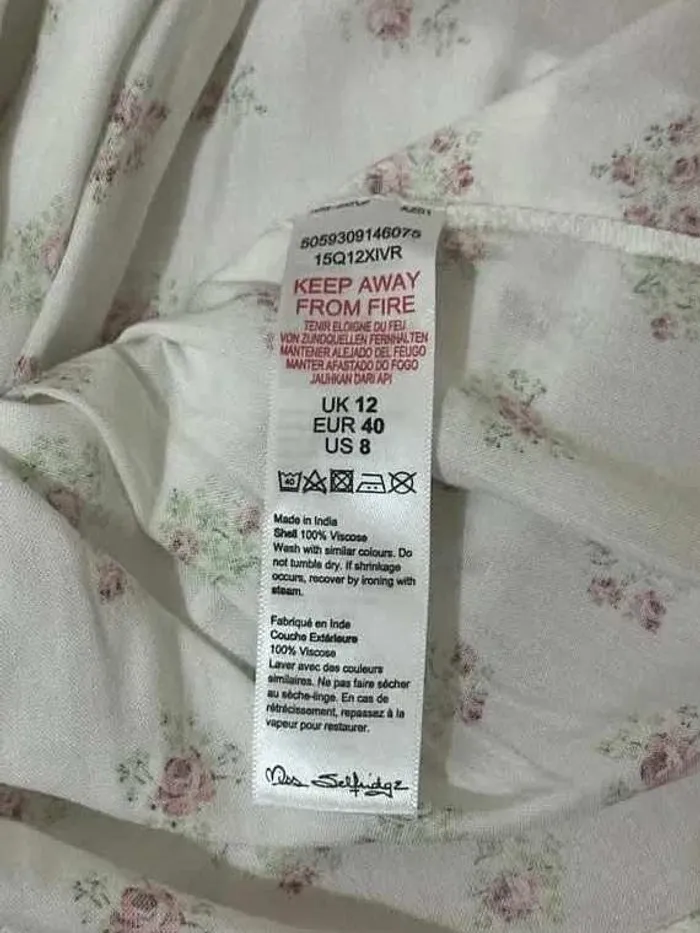 5059309146075
15Q12XIVR
KEEP AWAY
FROM FIRE
TENIR ELOIGNE DU FEU
VON ZUNDQUELLEN FERNHALTEN
MANTENER ALEJADO DEL FEUGO
MANTER AFASTADO DO FOGO
JAUHKAN DARI API
UK 12
EUR 40
US 8
40
Made in India
Shell 100% Viscose
Wash with similar colours. Do
not tumble dry. If shrinkage
occurs, recover by ironing with
steam.
Fabriqué en Inde
Couche Extérieure
100% Viscose
Laver avec des couleurs
similaires. Ne pas faire sécher
au sèche-linge. En cas de
rétrécissement, repassez à la
vapeur pour restaurer.
Miss Selfridge